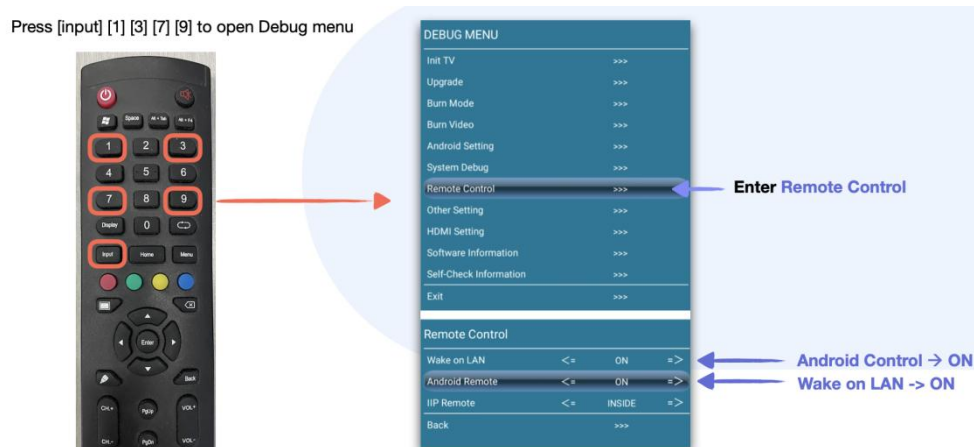 Press [input] [1] [3] [7] [9] to open Debug menu
Space
Alt + Tab
Alt + F4
1 2 3
4 5 6
7 8 9
Display 0
Input Home Menu
Enter
Back
CH.+ PgUp VOL+
CH.- PgDn VOL-
DEBUG MENU
Init TV >>>
Upgrade >>>
Burn Mode >>>
Burn Video >>>
Android Setting >>>
System Debug >>>
Remote Control >>>
Other Setting >>>
HDMI Setting >>>
Software Information >>>
Self-Check Information >>>
Exit >>>
Enter Remote Control
Remote Control
Wake on LAN <= ON =>
Android Remote <= ON =>
IIP Remote <= INSIDE =>
Back >>>
Android Control → ON
Wake on LAN -> ON